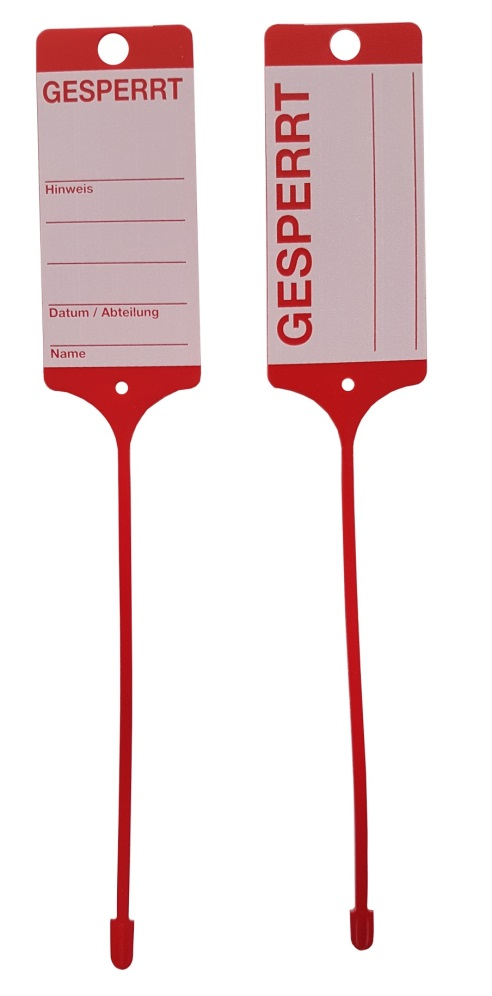 GESPERRT
Hinweis
Datum / Abteilung
Name
GESPERRT